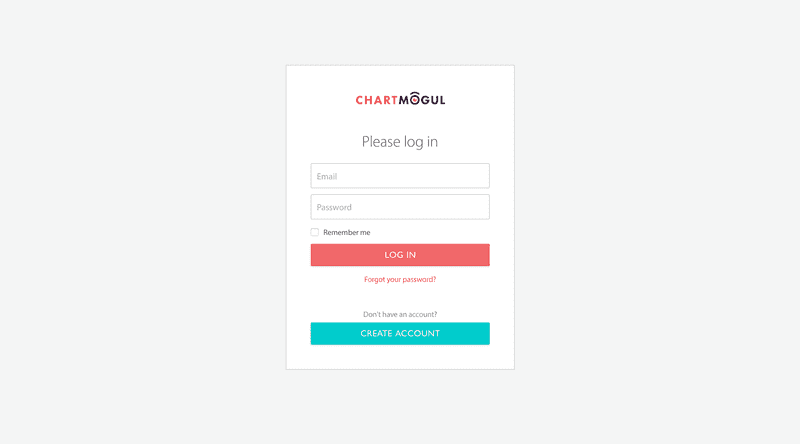 CHARTMOGUL
Please log in
Email
Password
Remember me
LOG IN
Forgot your password?
Don't have an account?
CREATE ACCOUNT